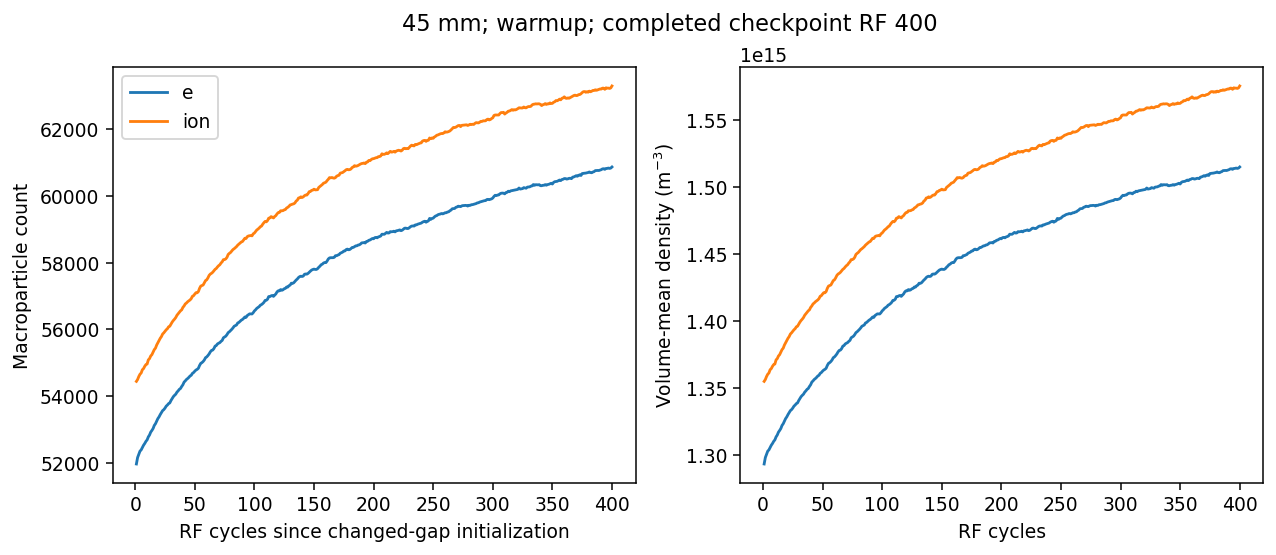 45 mm; warmup; completed checkpoint RF 400
e
ion
Macroparticle count
62000
60000
58000
56000
54000
52000
0 50 100 150 200 250 300 350 400
RF cycles since changed-gap initialization
1e15
Volume-mean density (m⁻³)
1.55
1.50
1.45
1.40
1.35
1.30
0 50 100 150 200 250 300 350 400
RF cycles